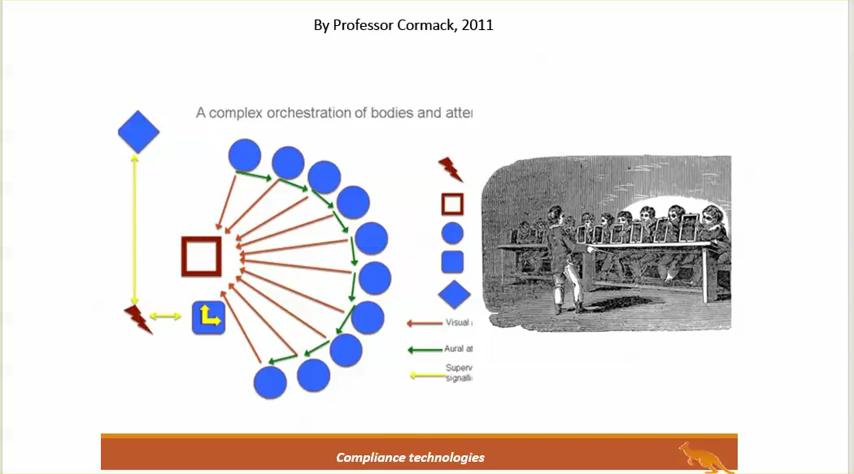 By Professor Cormack, 2011
A complex orchestration of bodies and atte
Visual
Aural at
Superv
signalli
Compliance technologies